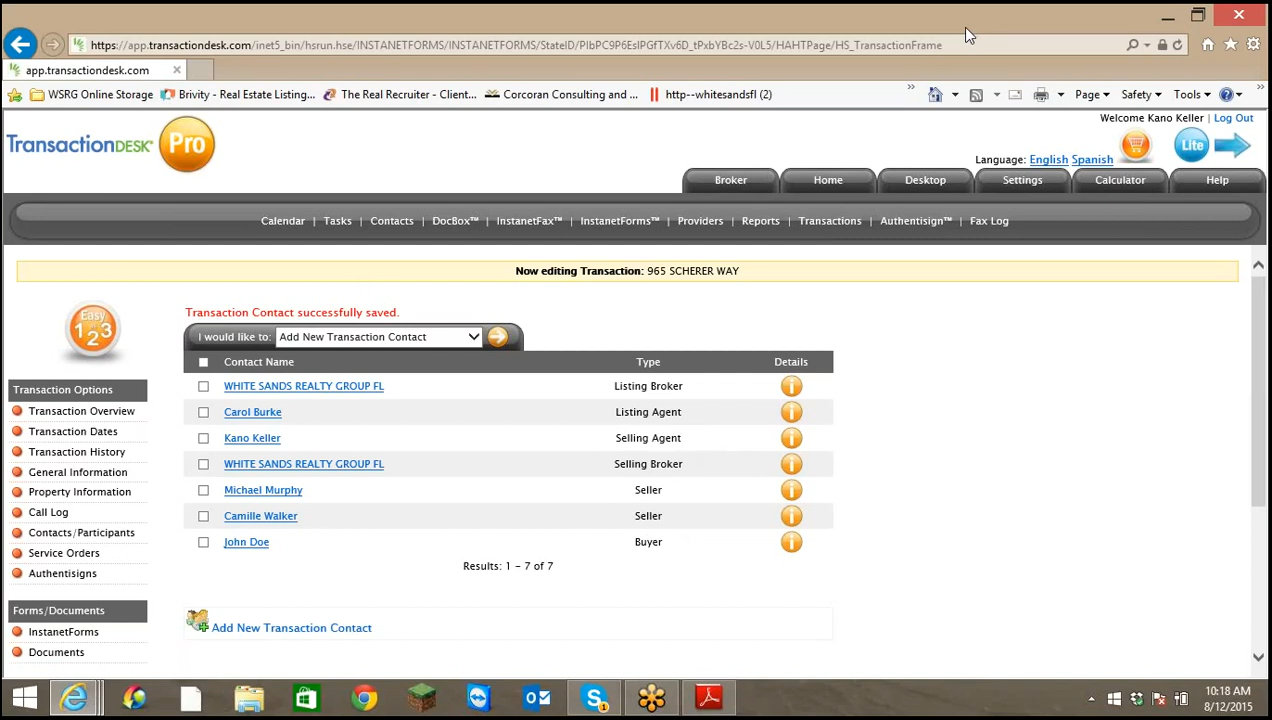 https://app.transactiondesk.com/inet5_bin/hsrun.hse/INSTANETFORMS/INSTANETFORMS/StateID/PIbPC9P6EsIPGfTXv6D_tPxbYBc2s-V0L5/HAHTPage/HS_TransactionFrame
app.transactiondesk.com
WSRG Online Storage Brivity - Real Estate Listing... The Real Recruiter - Client... Corcoran Consulting and ... http--whitesandsfl (2) Page Safety Tools
Welcome Kano Keller | Log Out
TransactionDESK Pro
Language: English Spanish Lite
Broker Home Desktop Settings Calculator Help
Calendar | Tasks | Contacts | DocBox™ | InstanetFax™ | InstanetForms™ | Providers | Reports | Transactions | Authentisign™ | Fax Log
Now editing Transaction: 965 SCHERER WAY
Easy 123
Transaction Contact successfully saved.
I would like to: Add New Transaction Contact
Contact Name Type Details
WHITE SANDS REALTY GROUP FL Listing Broker
Carol Burke Listing Agent
Kano Keller Selling Agent
WHITE SANDS REALTY GROUP FL Selling Broker
Michael Murphy Seller
Camille Walker Seller
John Doe Buyer
Results: 1 - 7 of 7
Add New Transaction Contact
Transaction Options
Transaction Overview
Transaction Dates
Transaction History
General Information
Property Information
Call Log
Contacts/Participants
Service Orders
Authentisigns
Forms/Documents
InstanetForms
Documents
10:18 AM
8/12/2015